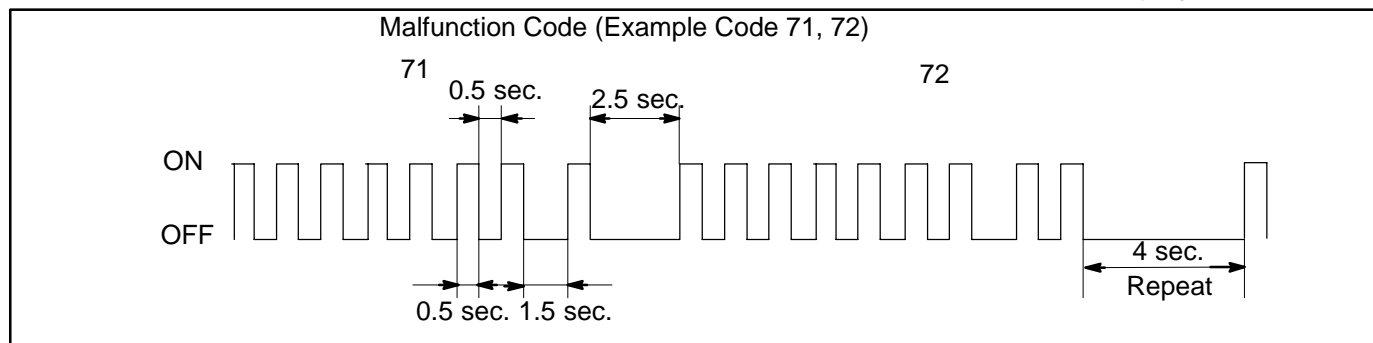 Malfunction Code (Example Code 71, 72)
71
72
0.5 sec.
2.5 sec.
ON
OFF
4 sec.
Repeat
0.5 sec.
1.5 sec.